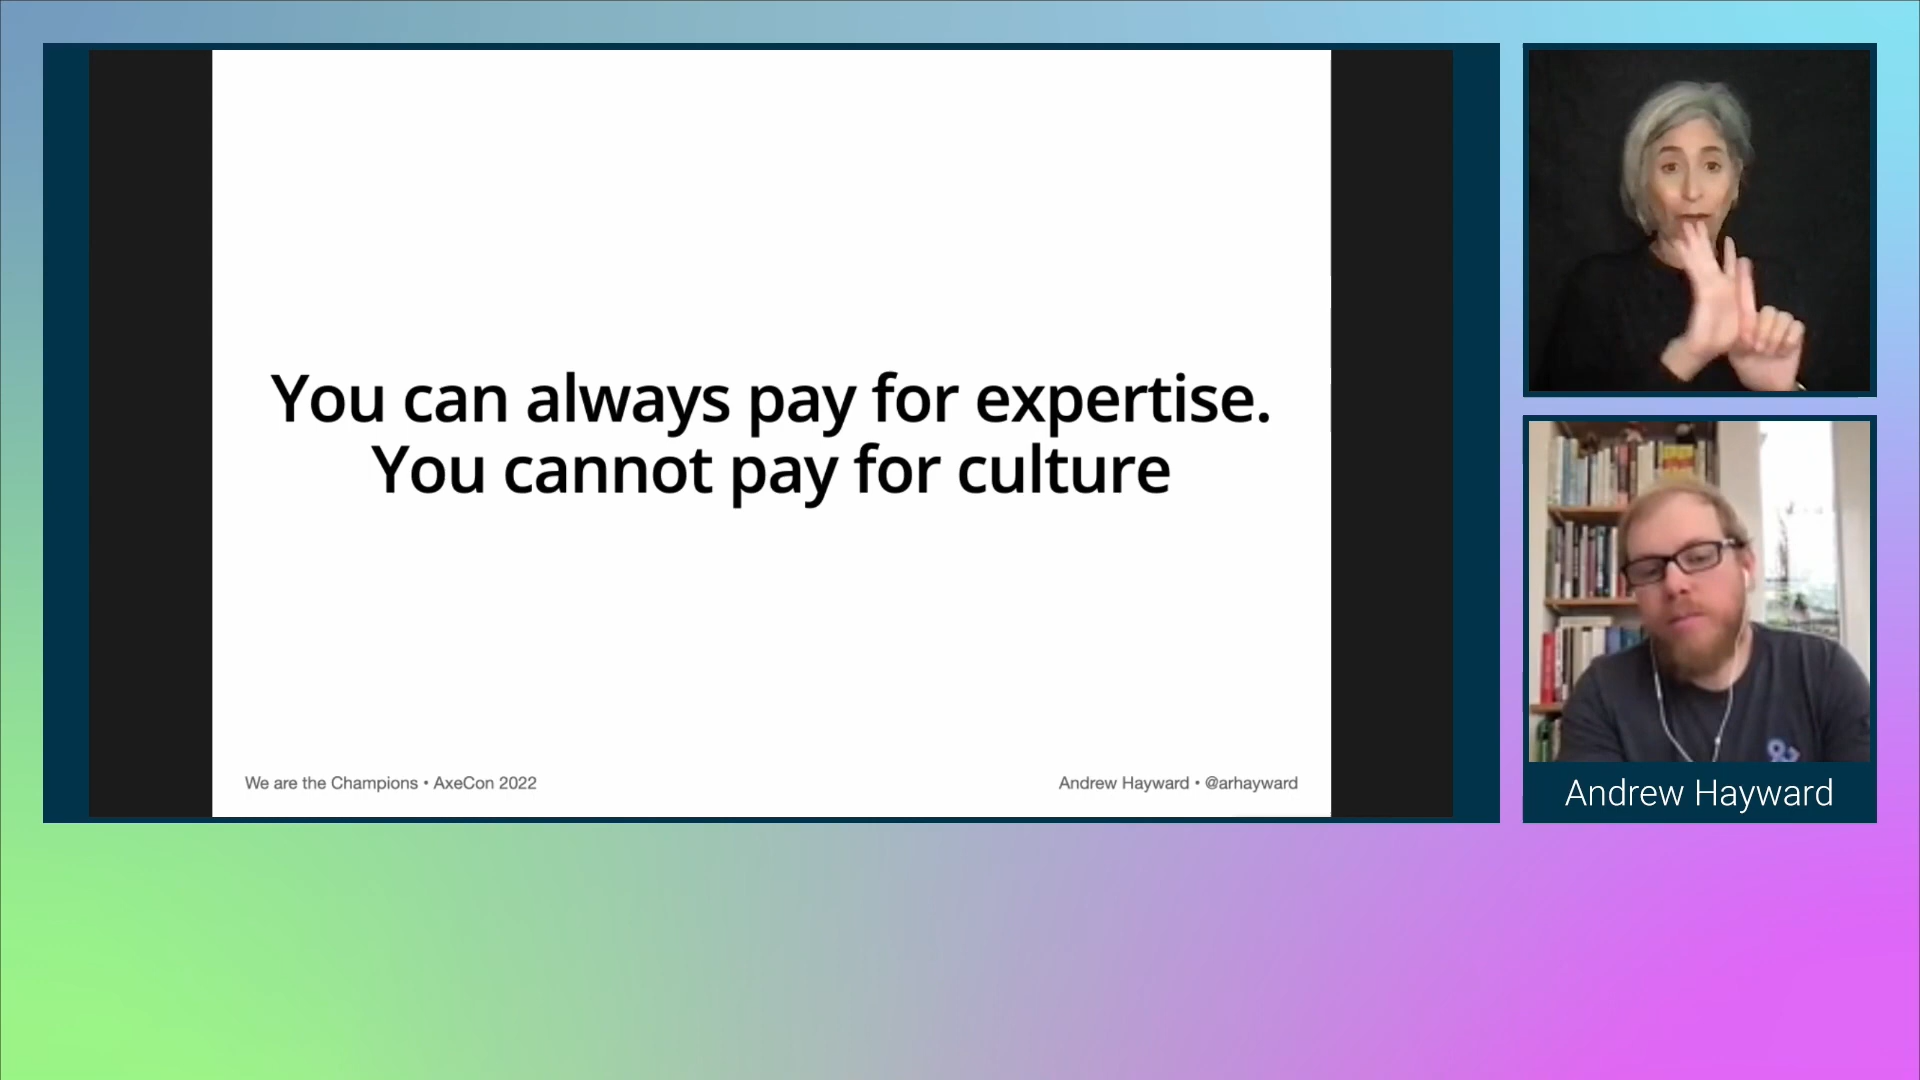 You can always pay for expertise.
You cannot pay for culture
We are the Champions • AxeCon 2022
Andrew Hayward • @arhayward
Andrew Hayward